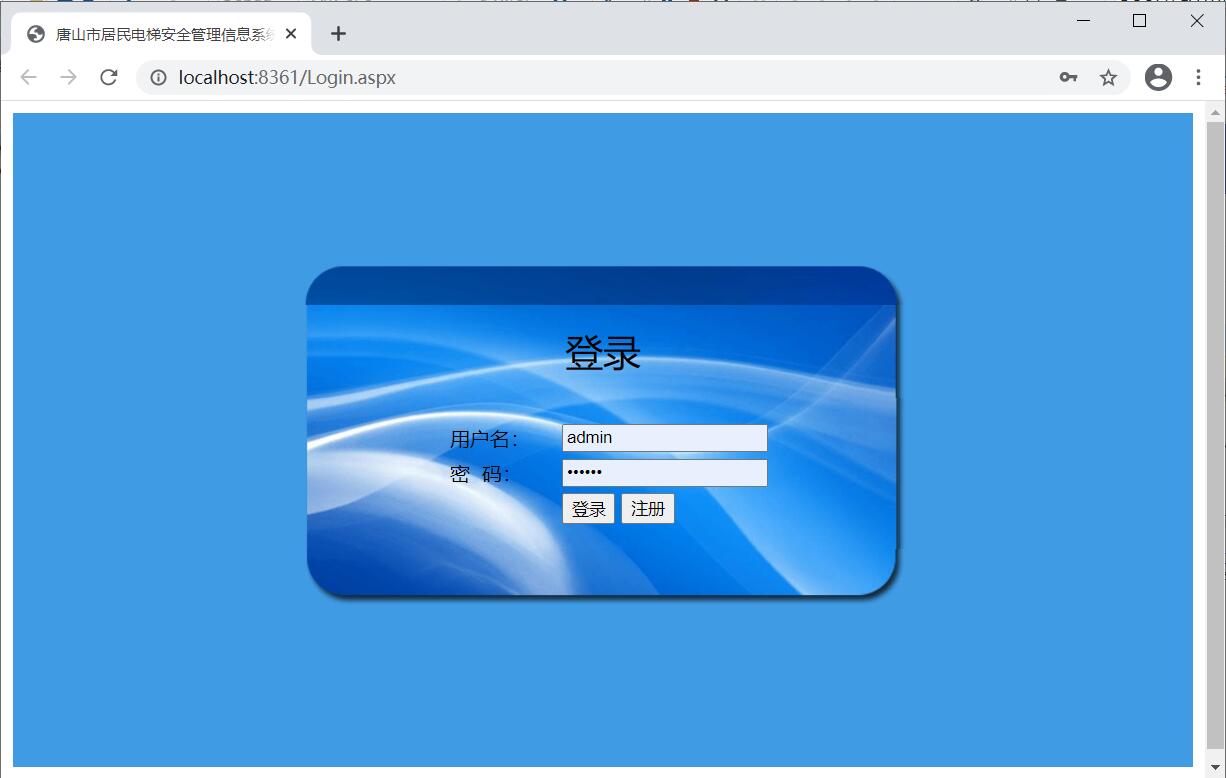 唐山市居民电梯安全管理信息系
localhost:8361/Login.aspx
登录
用户名： admin
密 码： ••••••
登录 注册